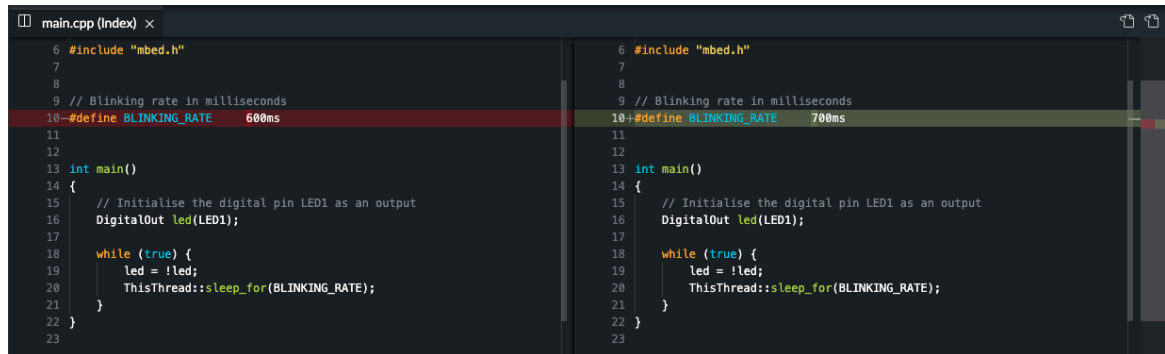 main.cpp (Index) ×
6 #include "mbed.h"
7
8
9 // Blinking rate in milliseconds
10-#define BLINKING_RATE     600ms
11
12
13 int main()
14 {
15     // Initialise the digital pin LED1 as an output
16     DigitalOut led(LED1);
17
18     while (true) {
19         led = !led;
20         ThisThread::sleep_for(BLINKING_RATE);
21     }
22 }
23
6 #include "mbed.h"
7
8
9 // Blinking rate in milliseconds
10+#define BLINKING_RATE     700ms
11
12
13 int main()
14 {
15     // Initialise the digital pin LED1 as an output
16     DigitalOut led(LED1);
17
18     while (true) {
19         led = !led;
20         ThisThread::sleep_for(BLINKING_RATE);
21     }
22 }
23